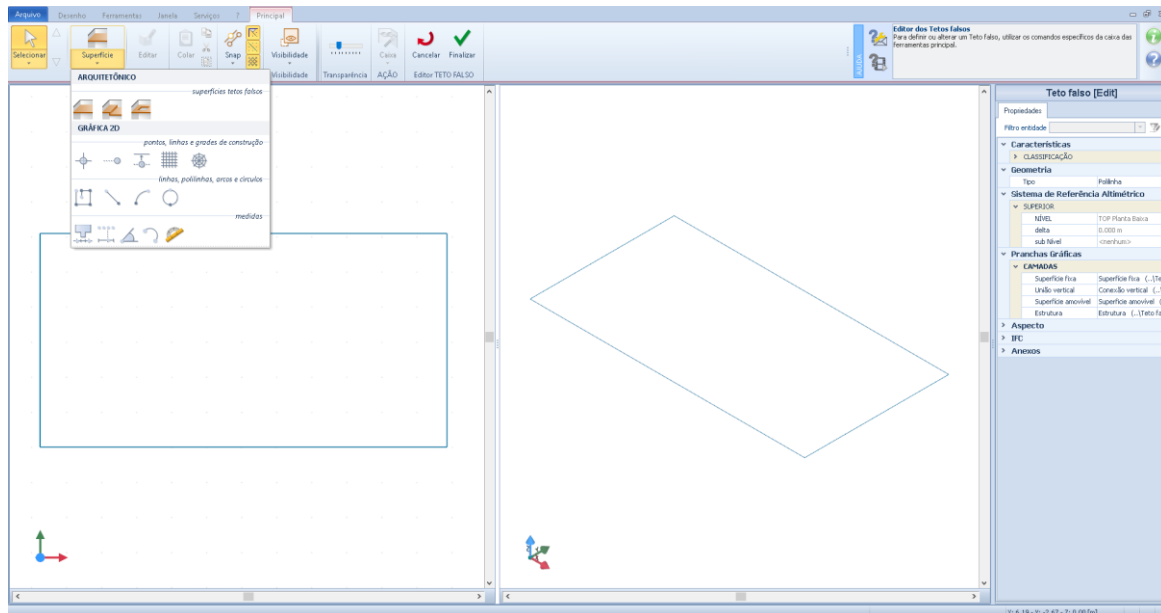 Arquivo Desenho Ferramentas Janela Serviços ? Principal
Selecionar
Superfície
Editar
Colar
Snap
Visibilidade
Caixa
Cancelar Finalizar
Visibilidade Transparência AÇÃO Editor TETO FALSO
AJUDA
Editor dos Tetos falsos
Para definir ou alterar um Teto falso, utilizar os comandos específicos da caixa das
ferramentas principal.
ARQUITETÔNICO
superfícies tetos falsos
GRÁFICA 2D
pontos, linhas e grades de construção
linhas, polilinhas, arcos e círculos
medidas
Teto falso [Edit]
Propriedades
Filtro entidade
Características
CLASSIFICAÇÃO
Geometria
Tipo Polilinha
Sistema de Referência Altimétrico
SUPERIOR
NÍVEL TOP Planta Baixa
delta 0.000 m
sub Nível <nenhum>
Pranchas Gráficas
CAMADAS
Superfície fixa Superfície fixa (...\Te
União vertical Conexão vertical (...
Superfície amovível Superfície amovível (
Estrutura Estrutura (...\Teto fa
Aspecto
IFC
Anexos